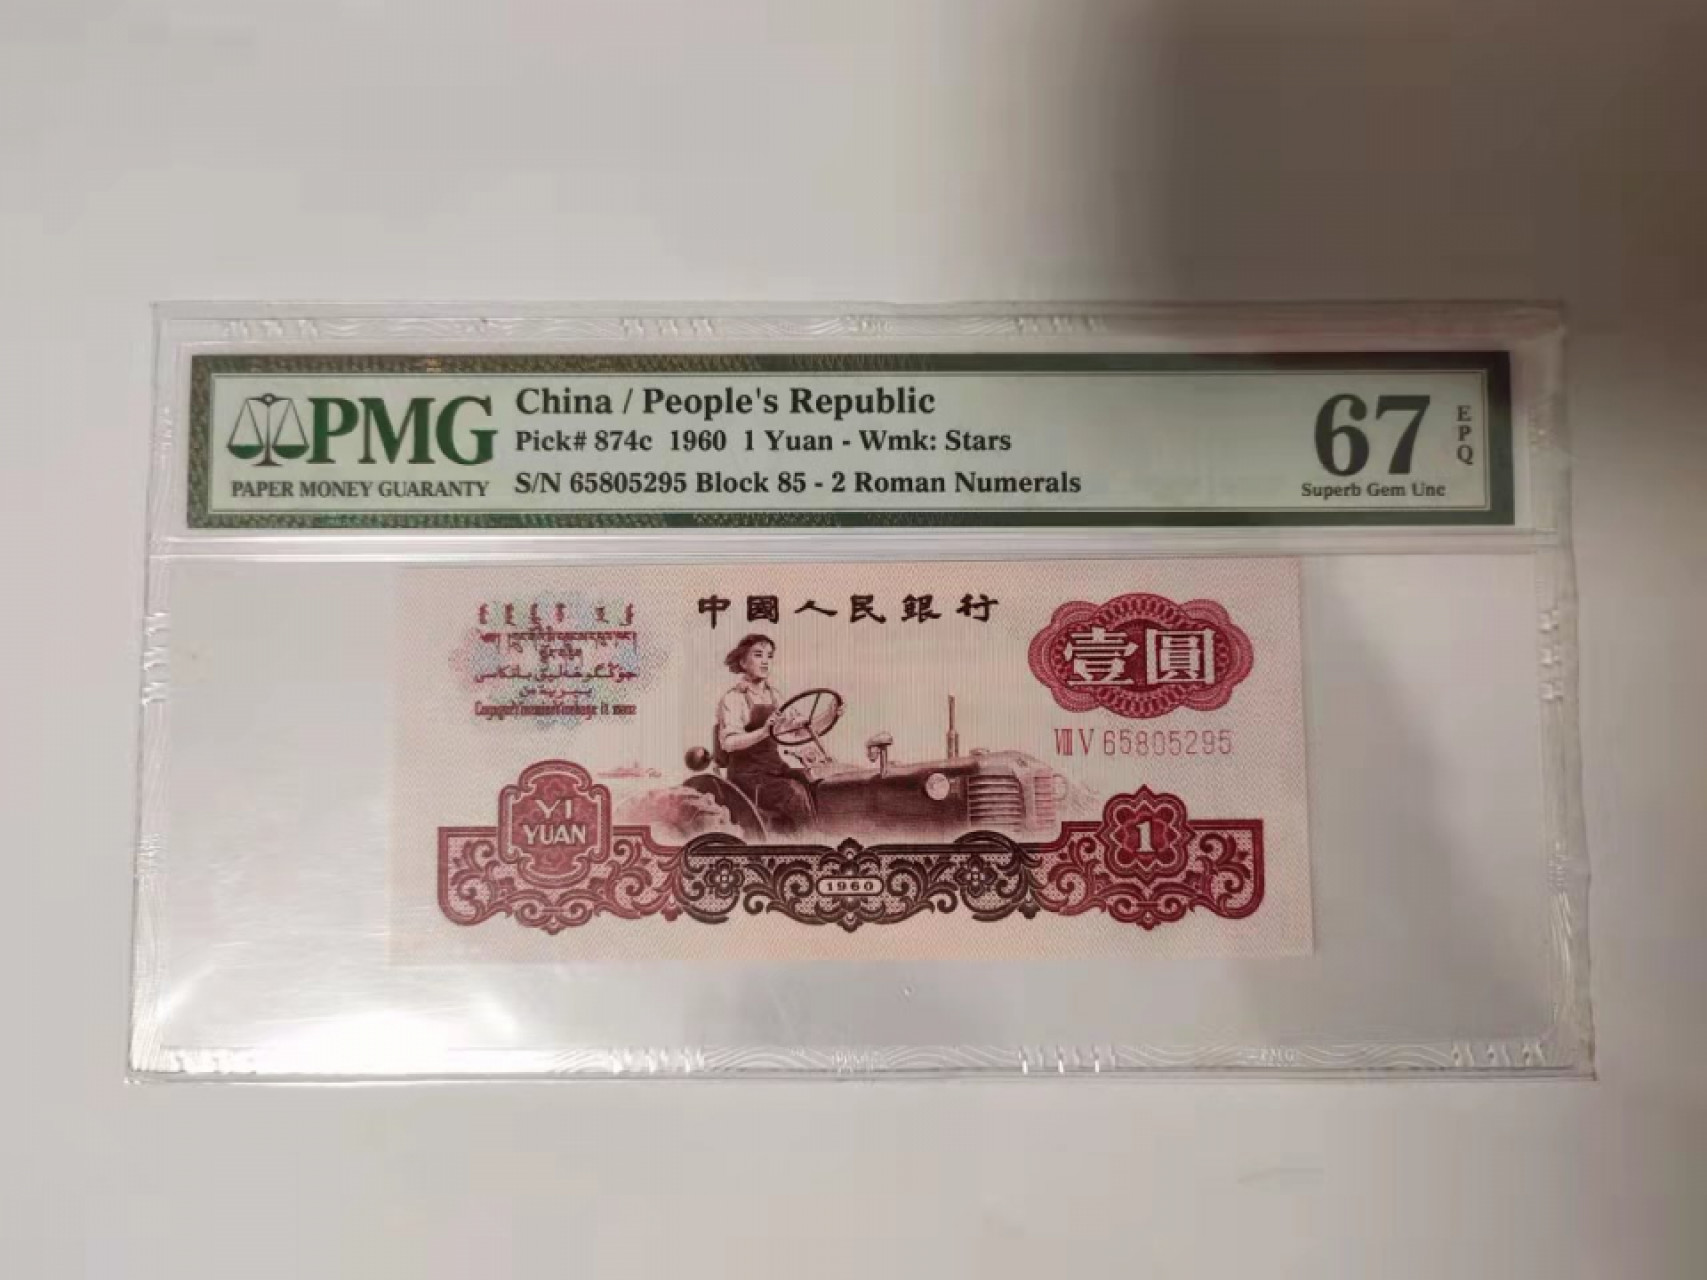 PMG
PAPER MONEY GUARANTY
China / People's Republic
Pick# 874c 1960 1 Yuan - Wmk: Stars
S/N 65805295 Block 85 - 2 Roman Numerals
67
EPQ
Superb Gem Unc
中國人民銀行
壹圓
VIII V 65805295
YI
YUAN
1960
1
PMG